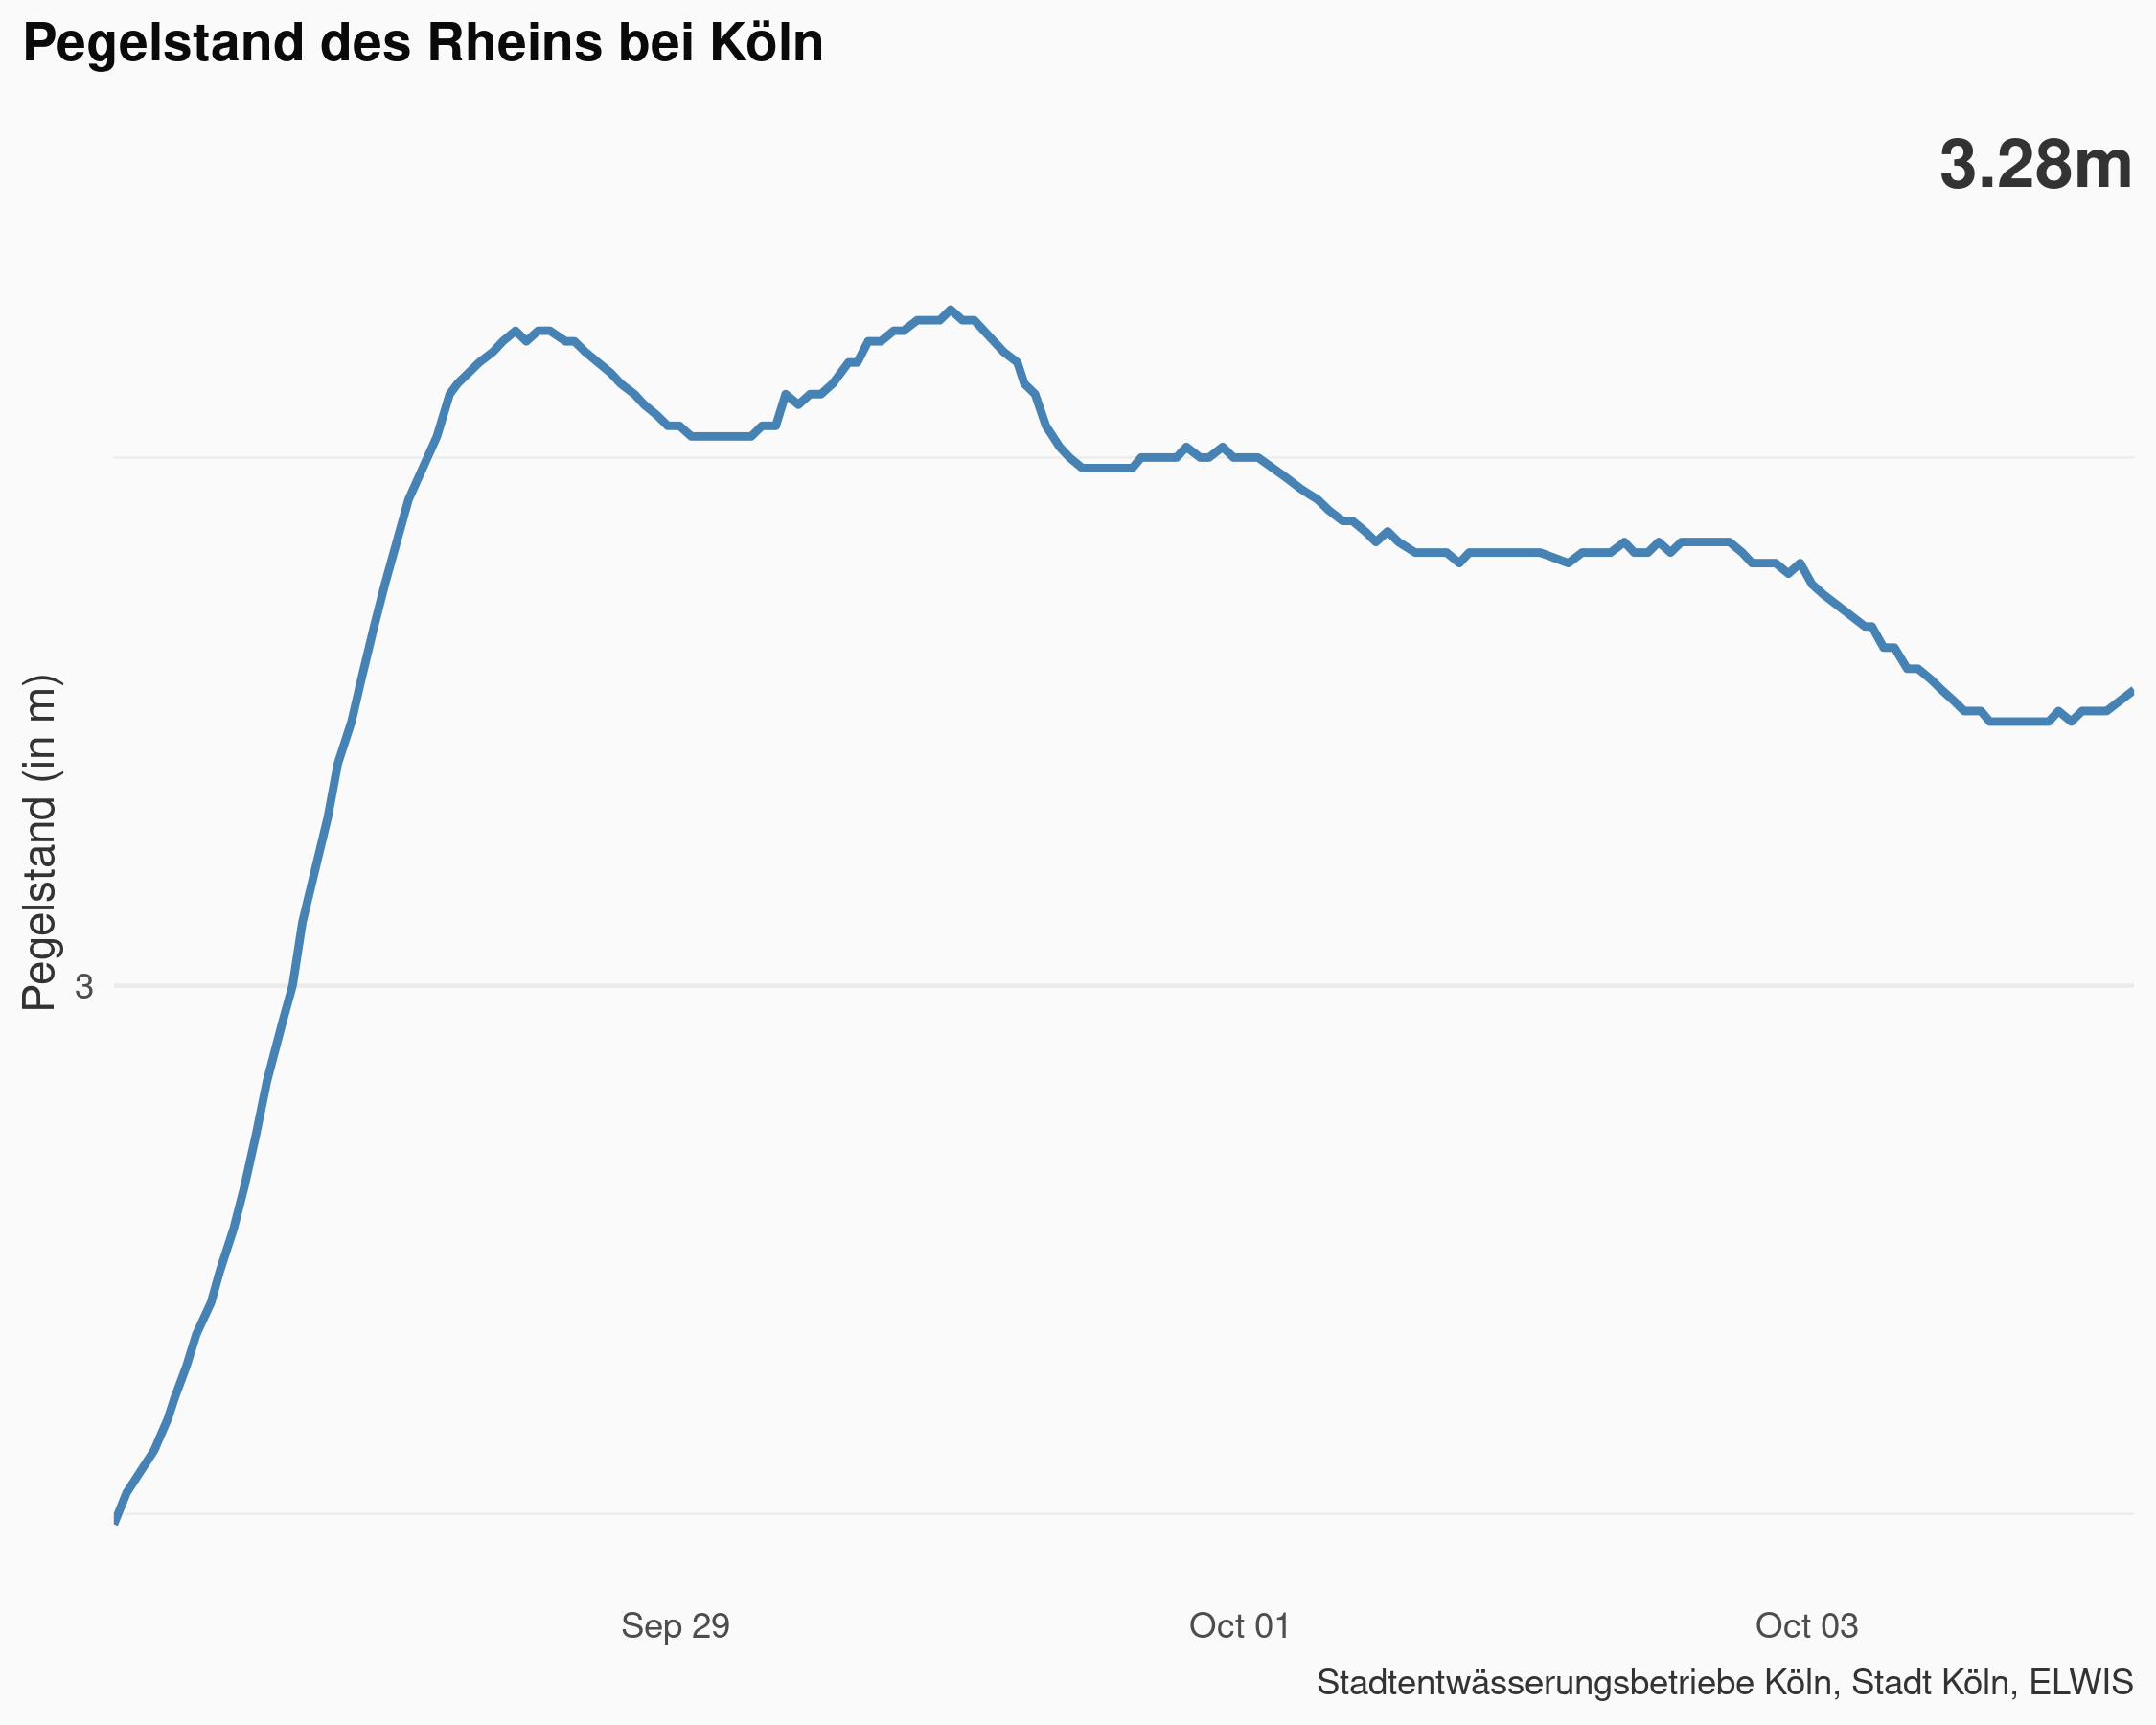 Pegelstand des Rheins bei Köln
3.28m
Pegelstand (in m)
3
Sep 29
Oct 01
Oct 03
Stadtentwässerungsbetriebe Köln, Stadt Köln, ELWIS